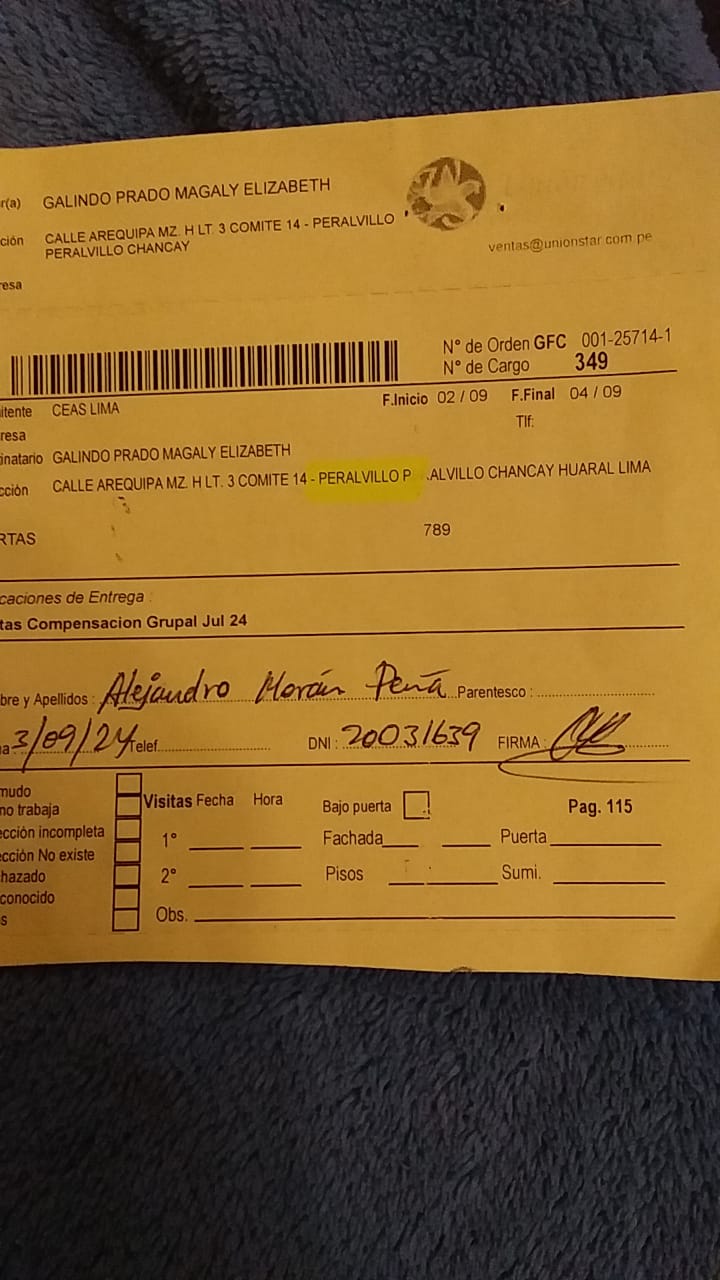 r(a) GALINDO PRADO MAGALY ELIZABETH
ción CALLE AREQUIPA MZ. H LT. 3 COMITE 14 - PERALVILLO
PERALVILLO CHANCAY
ventas@unionstar.com.pe
resa
N° de Orden GFC 001-25714-1
N° de Cargo 349
itente CEAS LIMA F.Inicio 02 / 09 F.Final 04 / 09
resa Tlf:
inatario GALINDO PRADO MAGALY ELIZABETH
cción CALLE AREQUIPA MZ. H LT. 3 COMITE 14 - PERALVILLO P ALVILLO CHANCAY HUARAL LIMA
RTAS 789
caciones de Entrega :
tas Compensacion Grupal Jul 24
bre y Apellidos : Alejandro Morán Peña Parentesco :
a 3/09/24 Telef. DNI : 20031639 FIRMA :
mudo Visitas Fecha Hora Bajo puerta Pag. 115
no trabaja
ección incompleta 1° Fachada Puerta
cción No existe
hazado 2° Pisos Sumi.
conocido
s Obs.